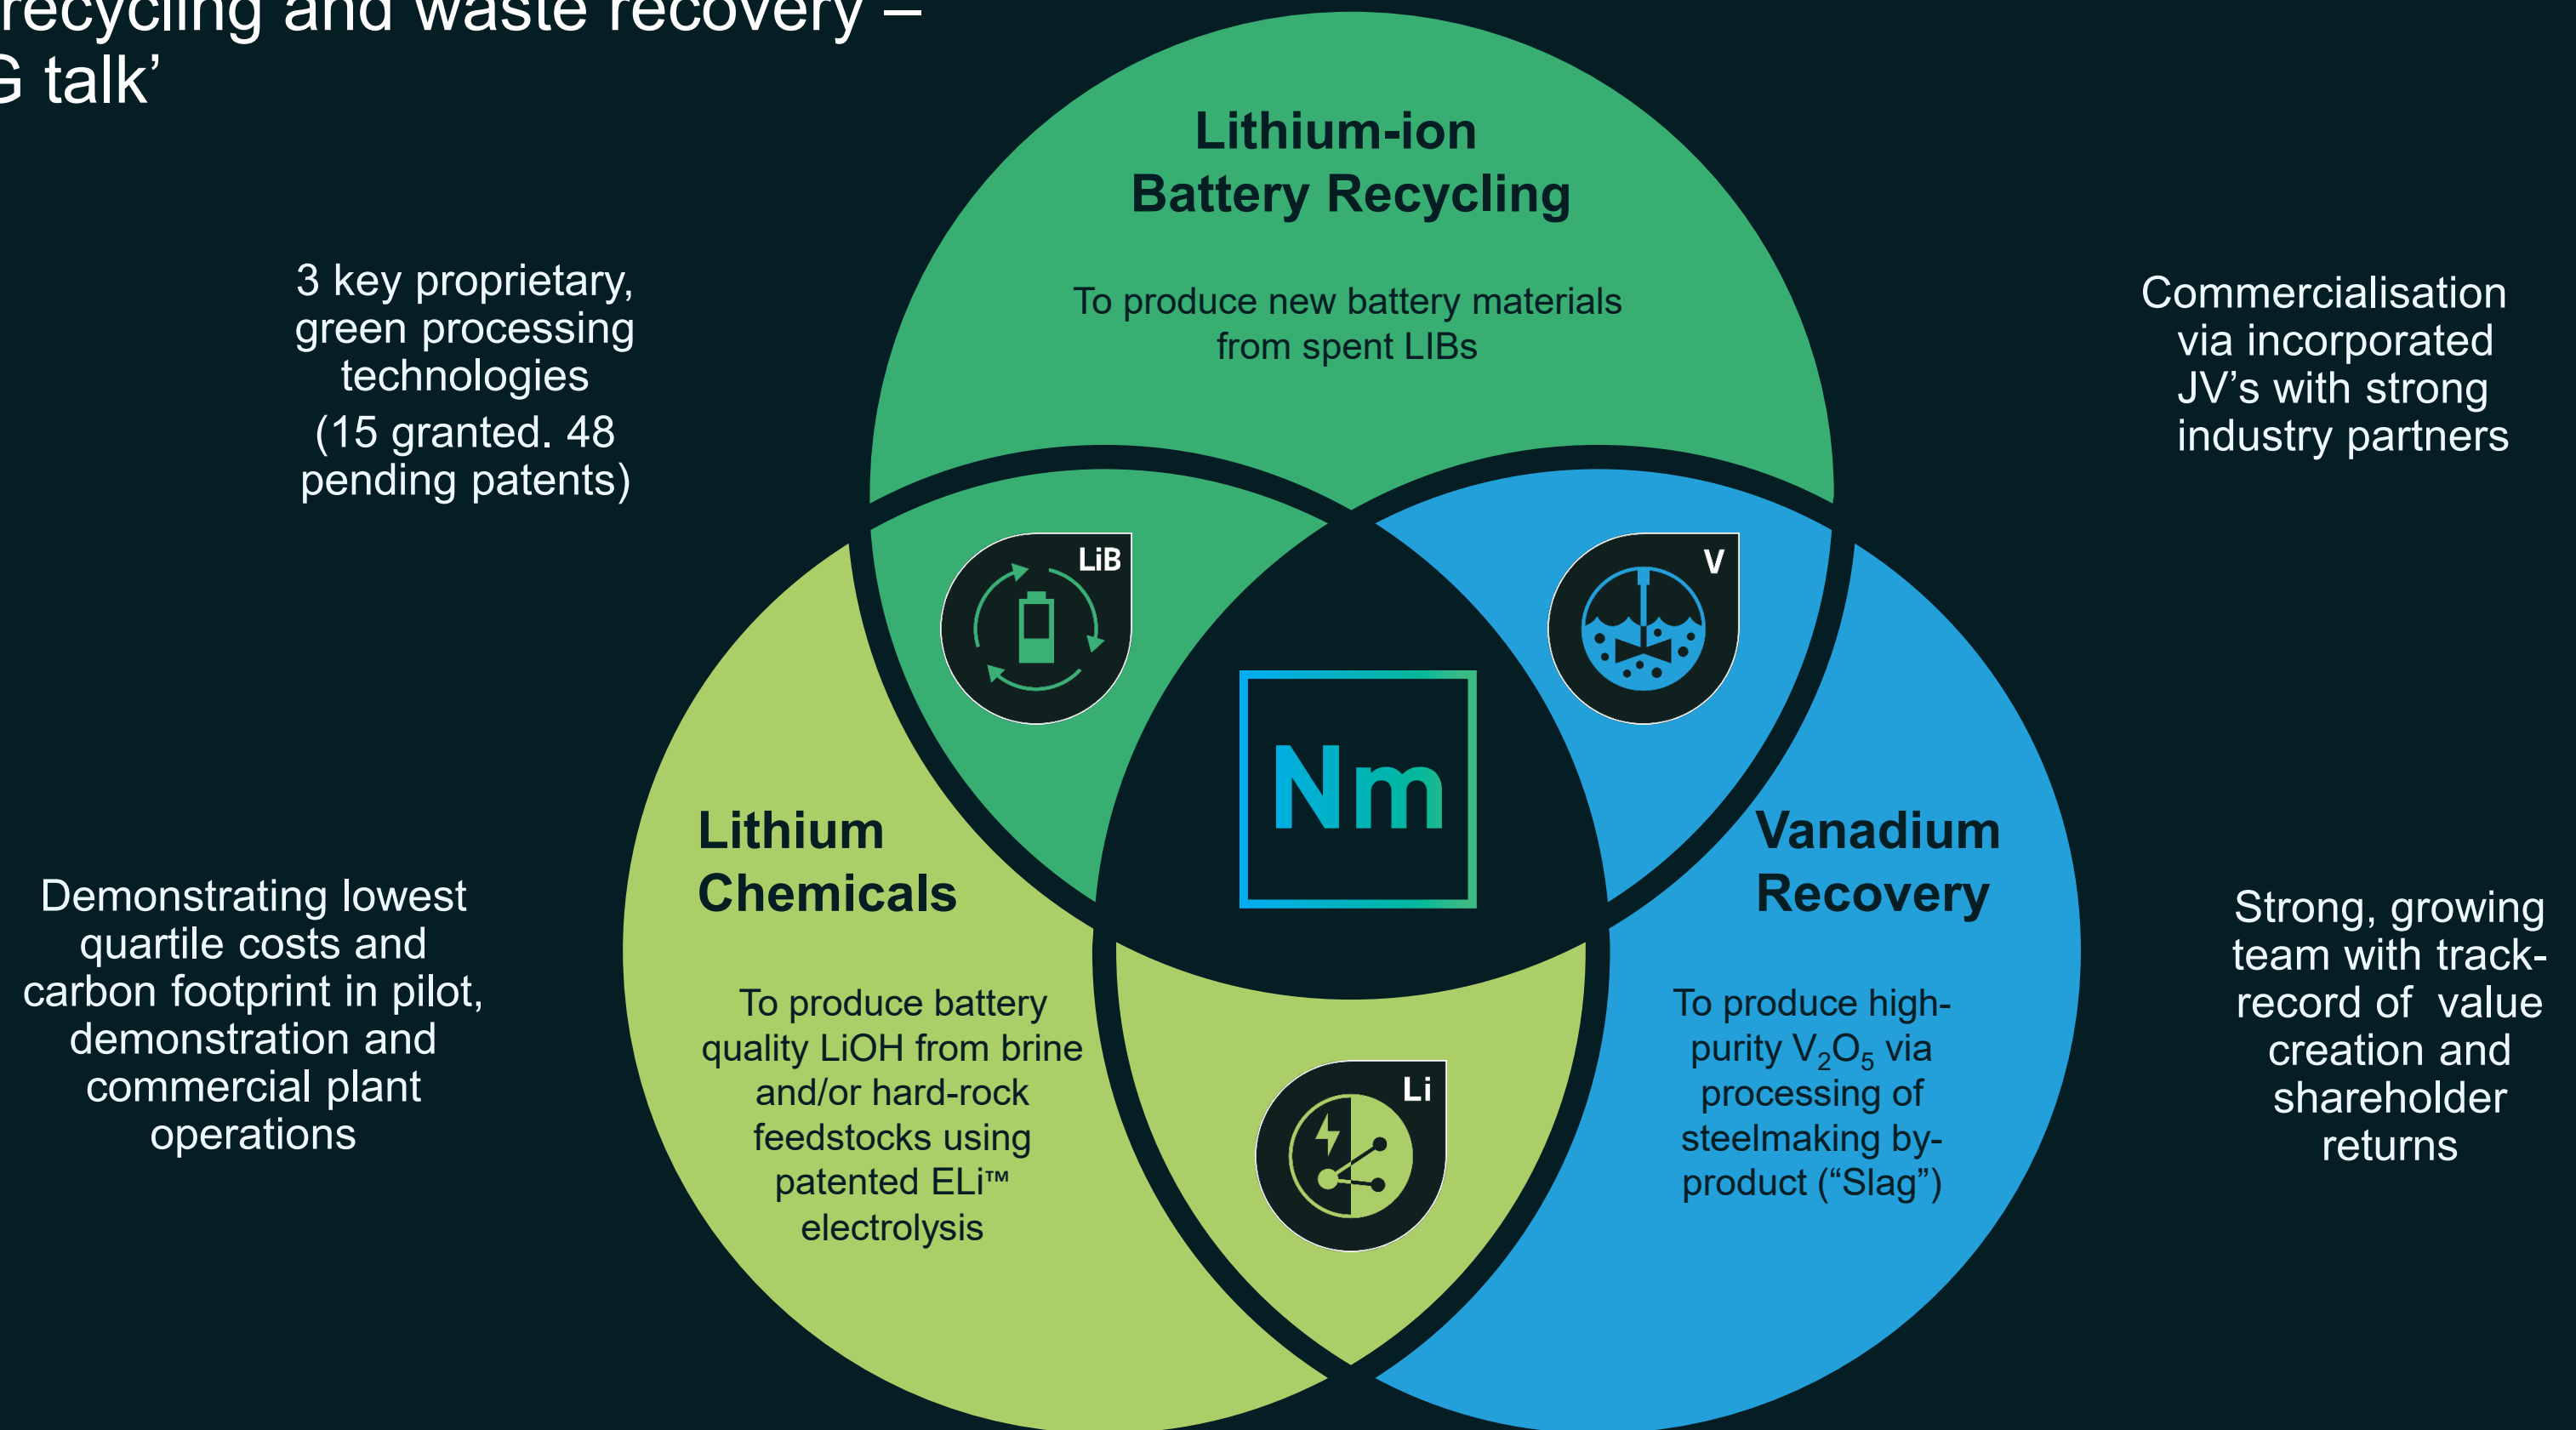 recycling and waste recovery –
G talk’
Lithium-ion
Battery Recycling
To produce new battery materials
from spent LIBs
3 key proprietary,
green processing
technologies
(15 granted. 48
pending patents)
Commercialisation
via incorporated
JV’s with strong
industry partners
LiB
V
Nm
Lithium
Chemicals
To produce battery
quality LiOH from brine
and/or hard-rock
feedstocks using
patented ELi™
electrolysis
Vanadium
Recovery
To produce high-
purity V₂O₅ via
processing of
steelmaking by-
product (“Slag”)
Li
Demonstrating lowest
quartile costs and
carbon footprint in pilot,
demonstration and
commercial plant
operations
Strong, growing
team with track-
record of  value
creation and
shareholder
returns